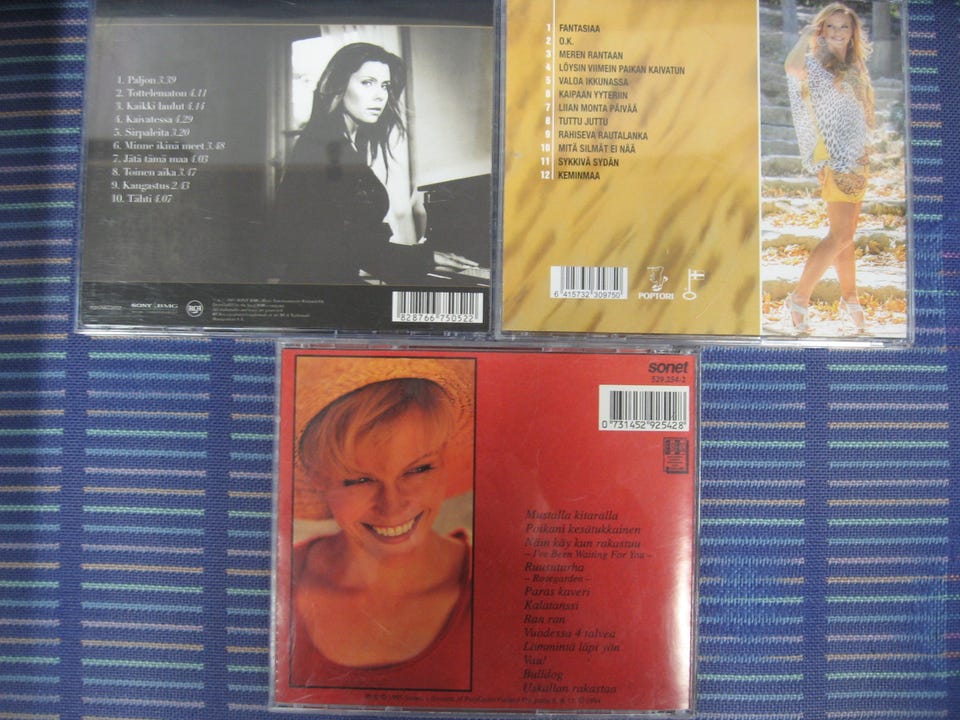 1. Paljon 3.39
2. Tottelematon 4.11
3. Kaikki laulut 4.14
4. Kaivatessa 4.29
5. Sirpaleita 3.20
6. Minne ikinä meet 3.48
7. Jätä tämä maa 4.03
8. Toinen aika 3.47
9. Kangastus 2.43
10. Tähti 4.07
SONY BMG
RCA
828766 750522
1 FANTASIAA
2 O.K.
3 MEREN RANTAAN
4 LÖYSIN VIIMEIN PAIKAN KAIVATUN
5 VALOA IKKUNASSA
6 KAIPAAN YYTERIIN
7 LIIAN MONTA PÄIVÄÄ
8 TUTTU JUTTU
9 RAHISEVA RAUTALANKA
10 MITÄ SILMÄT EI NÄÄ
11 SYKKIVÄ SYDÄN
12 KEMINMAA
6 415732 309750
POPTORI
sonet
529 254-2
0 731452 925428
Mustalla kitaralla
Poikani kesätukkainen
Näin käy kun rakastuu
– I've Been Waiting For You –
Ruusutarha
– Rosegarden –
Paras kaveri
Kalatanssi
Ran ran
Vuodessa 4 talvea
Lämmintä läpi yön
Vau!
Bulldog
Uskallan rakastaa